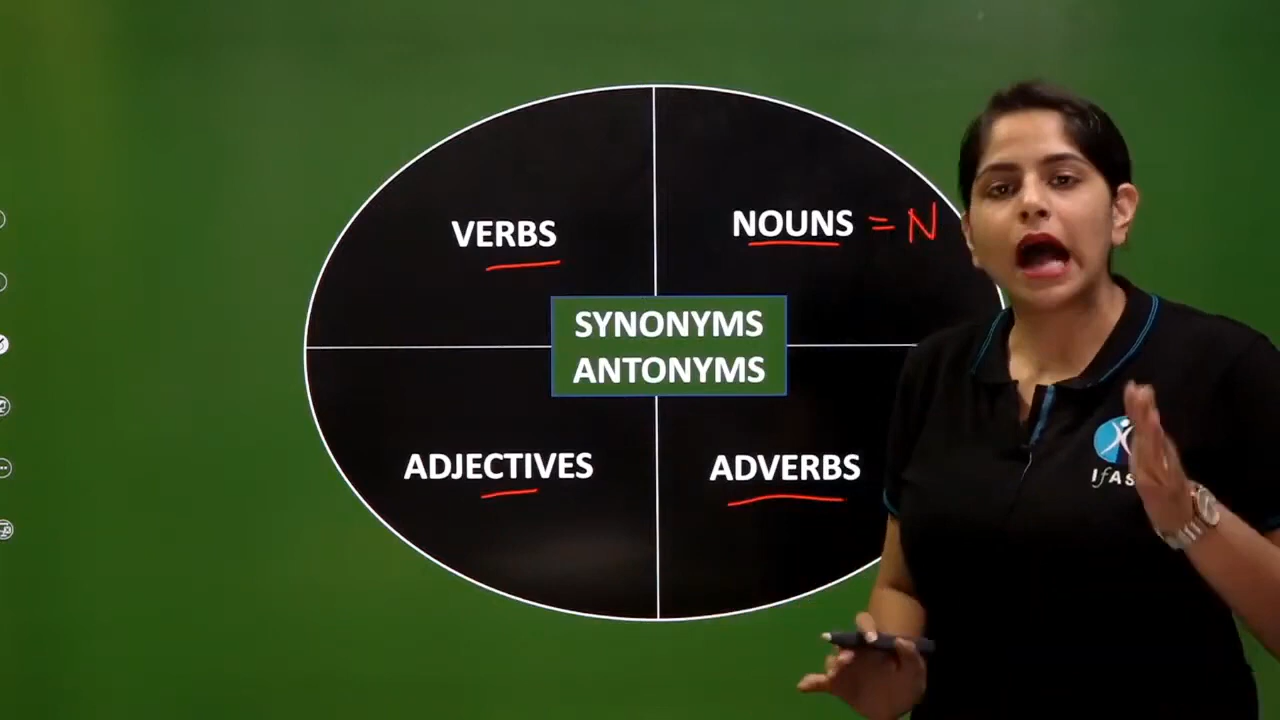 VERBS
NOUNS = N
SYNONYMS
ANTONYMS
ADJECTIVES
ADVERBS
IfAS